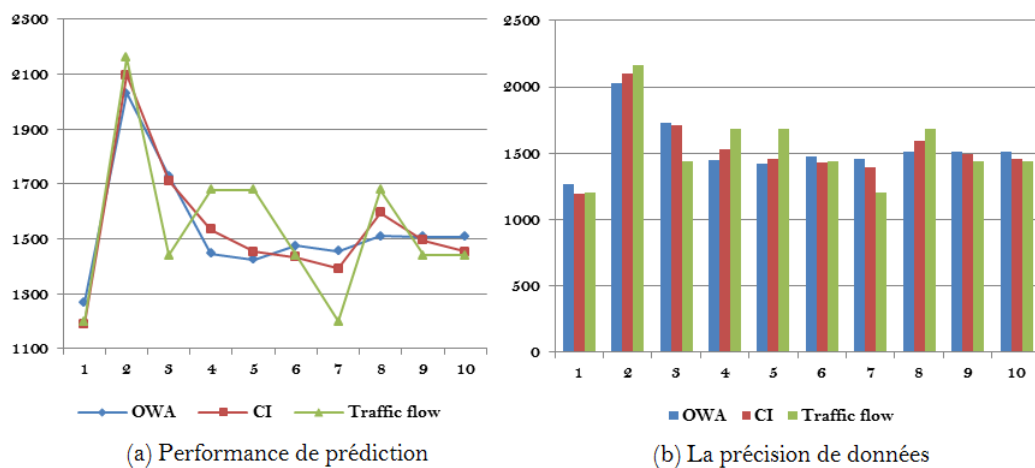 2300
2100
1900
1700
1500
1300
1100
1 2 3 4 5 6 7 8 9 10
OWA CI Traffic flow
(a) Performance de prédiction
2500
2000
1500
1000
500
0
1 2 3 4 5 6 7 8 9 10
OWA CI Traffic flow
(b) La précision de données